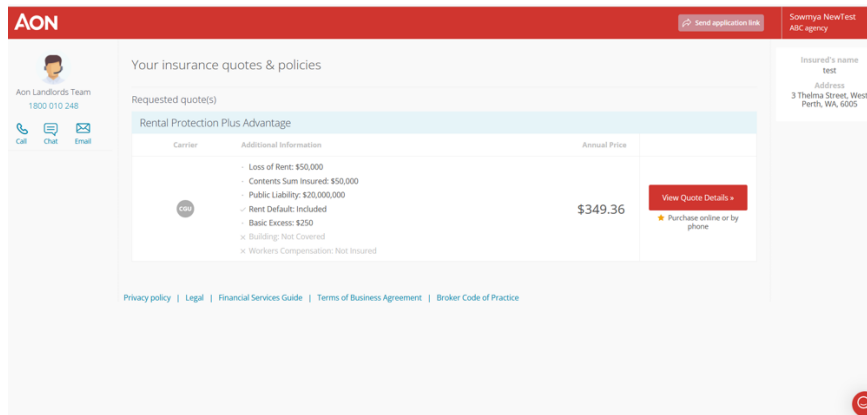 AON
Send application link
Sowmya NewTest
ABC agency
Aon Landlords Team
1800 010 248
Call
Chat
Email
Your insurance quotes & policies
Requested quote(s)
Rental Protection Plus Advantage
Carrier
Additional Information
Annual Price
CGU
Loss of Rent: $50,000
Contents Sum Insured: $50,000
Public Liability: $20,000,000
Rent Default: Included
Basic Excess: $250
Building: Not Covered
Workers Compensation: Not Insured
$349.36
View Quote Details »
Purchase online or by
phone
Insured's name
test
Address
3 Thelma Street, West
Perth, WA, 6005
Privacy policy | Legal | Financial Services Guide | Terms of Business Agreement | Broker Code of Practice